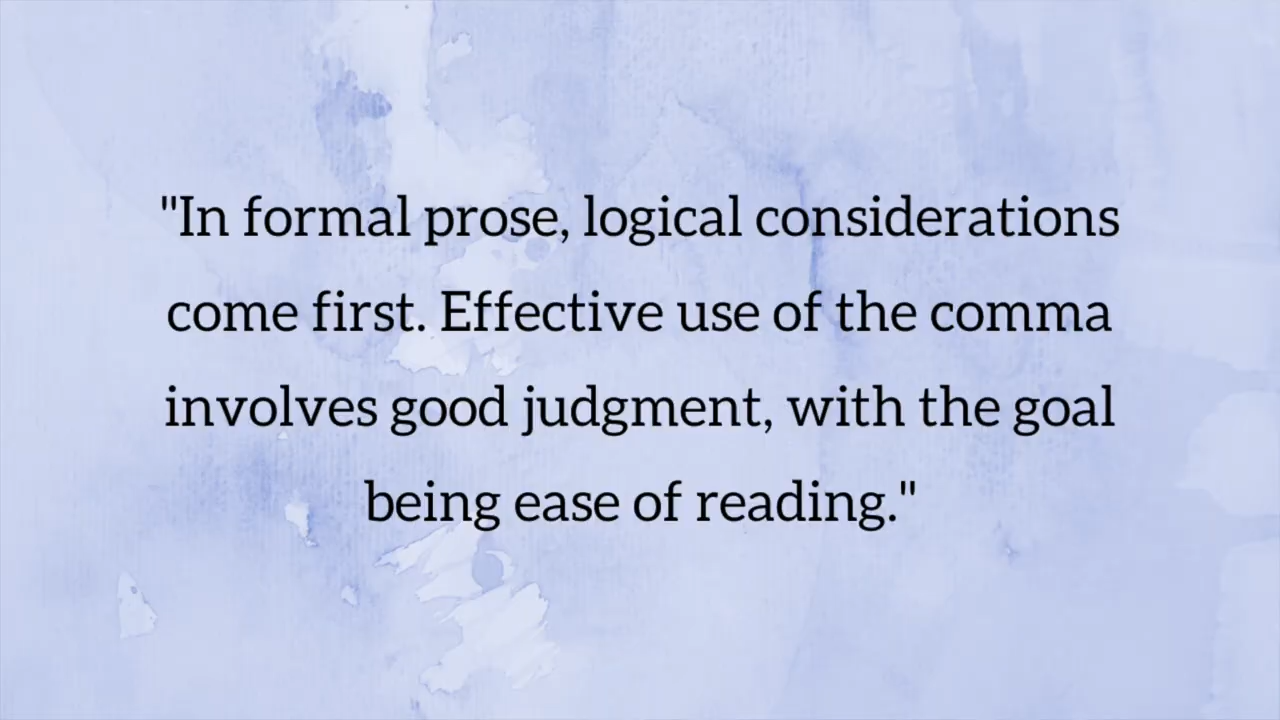 "In formal prose, logical considerations
come first. Effective use of the comma
involves good judgment, with the goal
being ease of reading."